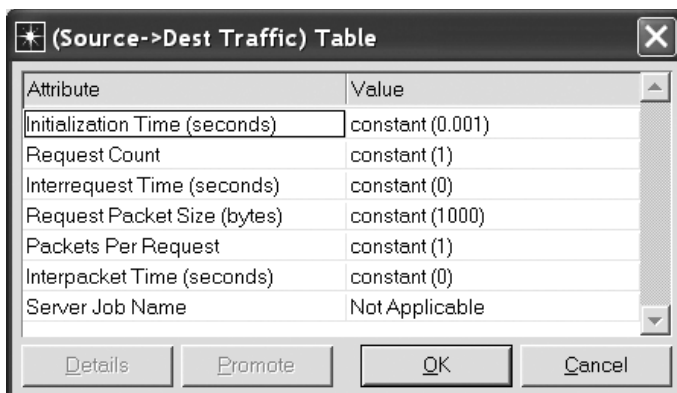 (Source->Dest Traffic) Table
Attribute Value
Initialization Time (seconds) constant (0.001)
Request Count constant (1)
Interrequest Time (seconds) constant (0)
Request Packet Size (bytes) constant (1000)
Packets Per Request constant (1)
Interpacket Time (seconds) constant (0)
Server Job Name Not Applicable
Details Promote OK Cancel